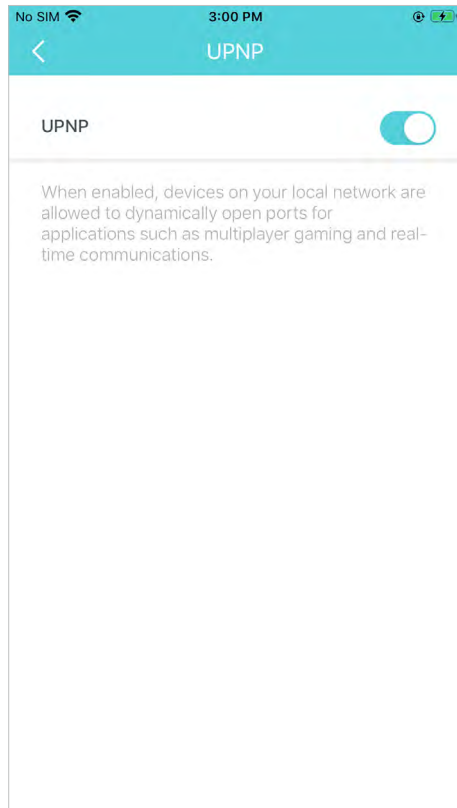 No SIM 3:00 PM
UPNP
UPNP
When enabled, devices on your local network are
allowed to dynamically open ports for
applications such as multiplayer gaming and real-
time communications.